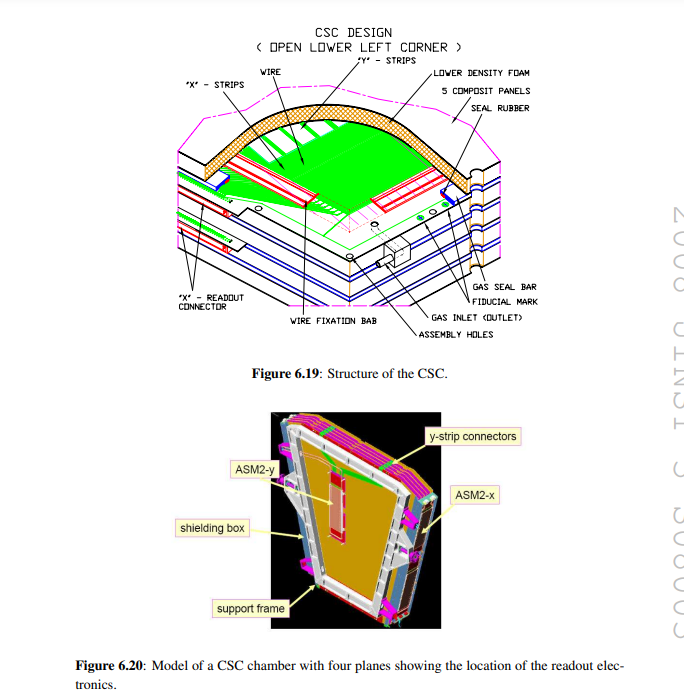 CSC DESIGN
( OPEN LOWER LEFT CORNER )
"Y" - STRIPS
WIRE
LOWER DENSITY FOAM
"X" - STRIPS
5 COMPOSIT PANELS
SEAL RUBBER
GAS SEAL BAR
"X" - READOUT
CONNECTOR
FIDUCIAL MARK
WIRE FIXATION BAB
GAS INLET (OUTLET)
ASSEMBLY HOLES
Figure 6.19: Structure of the CSC.
y-strip connectors
ASM2-y
ASM2-x
shielding box
support frame
Figure 6.20: Model of a CSC chamber with four planes showing the location of the readout elec-
tronics.